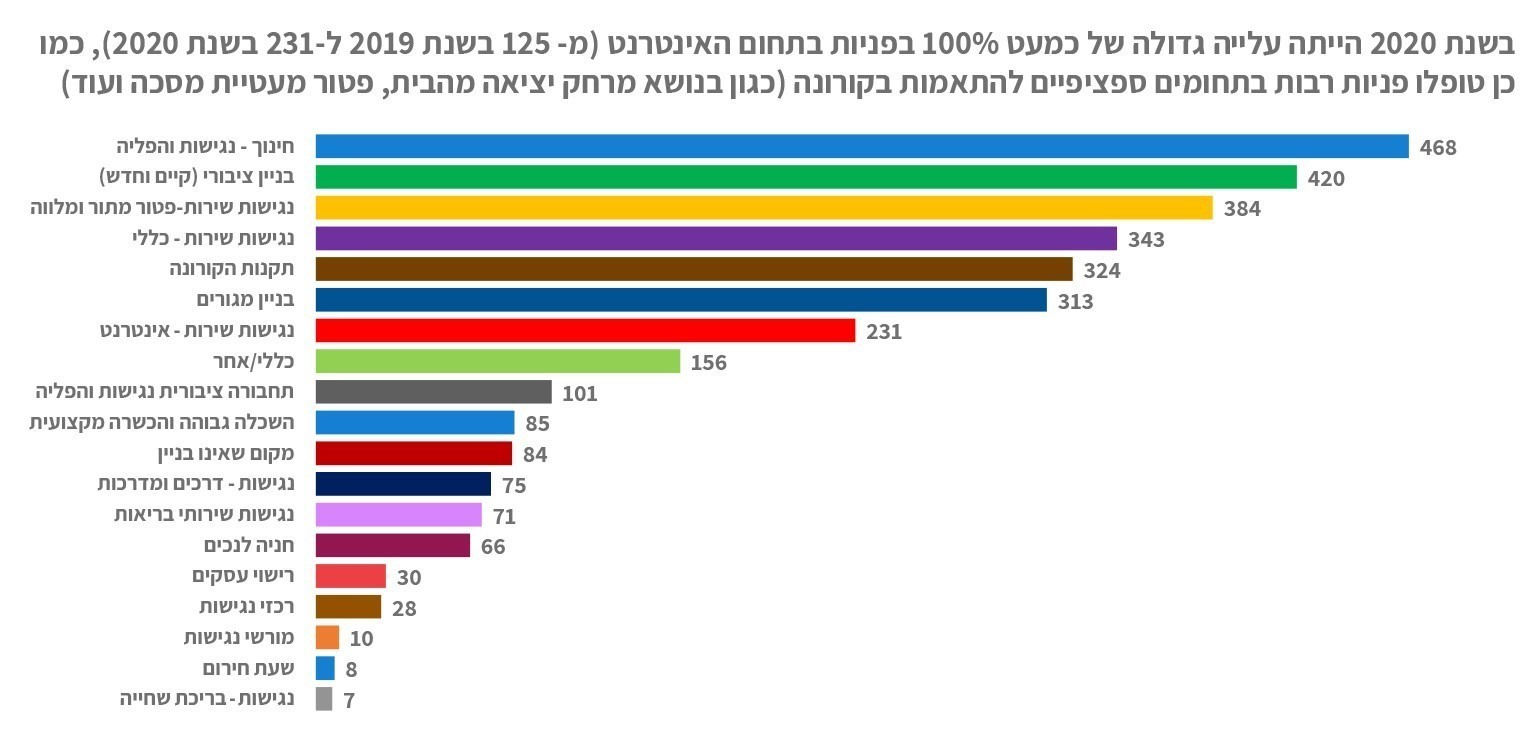 בשנת 2020 הייתה עלייה גדולה של כמעט 100% בפניות בתחום האינטרנט (מ- 125 בשנת 2019 ל-231 בשנת 2020), כמו
כן טופלו פניות רבות בתחומים ספציפיים להתאמות בקורונה (כגון בנושא מרחק יציאה מהבית, פטור מעטיית מסכה ועוד)
חינוך - נגישות והפליה 468
בניין ציבורי (קיים וחדש) 420
נגישות שירות-פטור מתור ומלווה 384
נגישות שירות - כללי 343
תקנות הקורונה 324
בניין מגורים 313
נגישות שירות - אינטרנט 231
כללי/אחר 156
תחבורה ציבורית נגישות והפליה 101
השכלה גבוהה והכשרה מקצועית 85
מקום שאינו בניין 84
נגישות - דרכים ומדרכות 75
נגישות שירותי בריאות 71
חניה לנכים 66
רישוי עסקים 30
רכזי נגישות 28
מורשי נגישות 10
שעת חירום 8
נגישות - בריכת שחייה 7